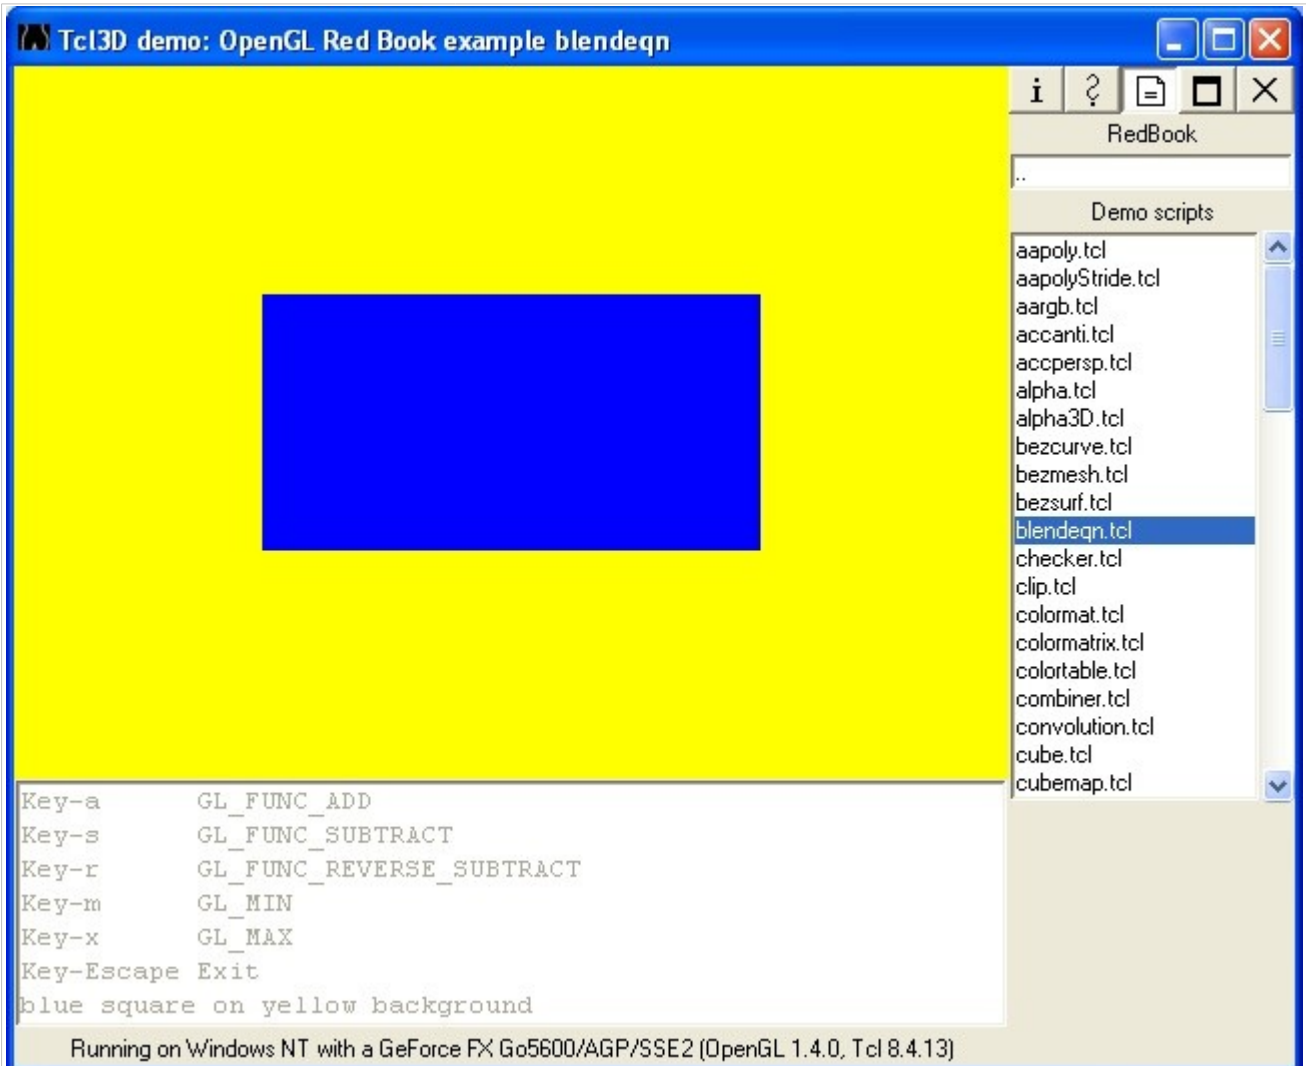 Tcl3D demo: OpenGL Red Book example blendeqn
RedBook
..
Demo scripts
aapoly.tcl
aapolyStride.tcl
aargb.tcl
accanti.tcl
accpersp.tcl
alpha.tcl
alpha3D.tcl
bezcurve.tcl
bezmesh.tcl
bezsurf.tcl
blendeqn.tcl
checker.tcl
clip.tcl
colormat.tcl
colormatrix.tcl
colortable.tcl
combiner.tcl
convolution.tcl
cube.tcl
cubemap.tcl
Key-a GL_FUNC_ADD
Key-s GL_FUNC_SUBTRACT
Key-r GL_FUNC_REVERSE_SUBTRACT
Key-m GL_MIN
Key-x GL_MAX
Key-Escape Exit
blue square on yellow background
Running on Windows NT with a GeForce FX Go5600/AGP/SSE2 (OpenGL 1.4.0, Tcl 8.4.13)